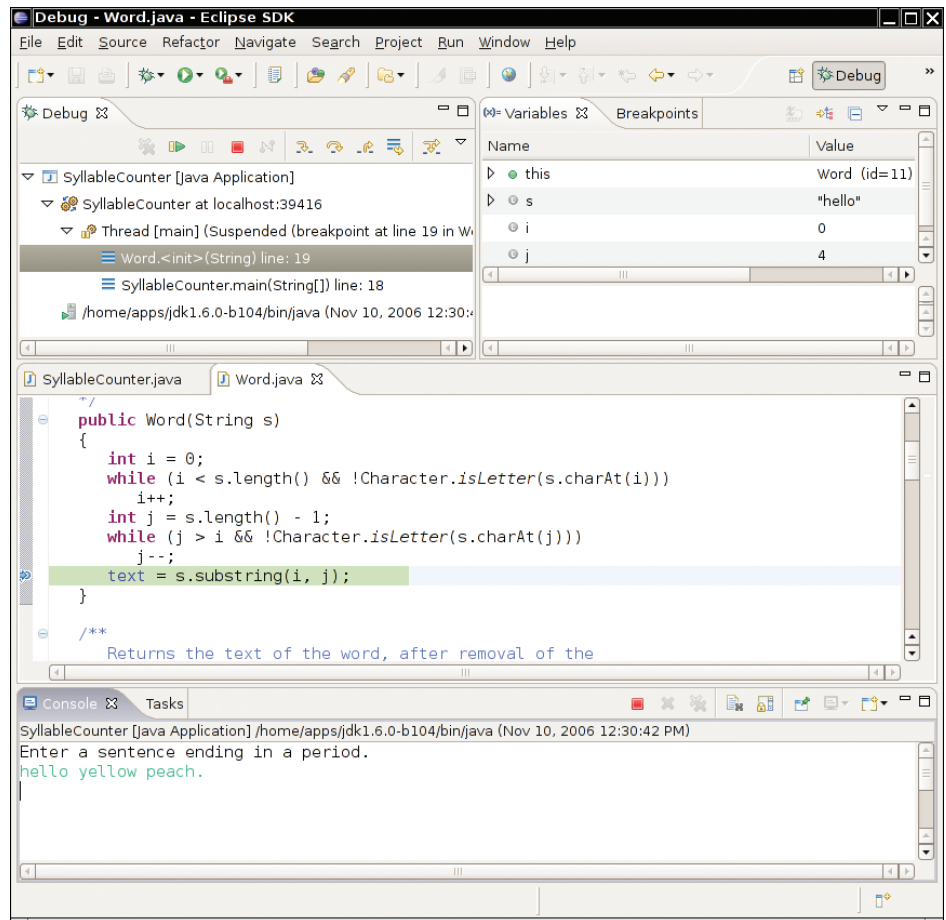 Debug - Word.java - Eclipse SDK
File Edit Source Refactor Navigate Search Project Run Window Help
Debug »
Debug
SyllableCounter [Java Application]
SyllableCounter at localhost:39416
Thread [main] (Suspended (breakpoint at line 19 in W
Word.<init>(String) line: 19
SyllableCounter.main(String[]) line: 18
/home/apps/jdk1.6.0-b104/bin/java (Nov 10, 2006 12:30:4
(x)= Variables Breakpoints
Name Value
this Word (id=11)
s "hello"
i 0
j 4
SyllableCounter.java Word.java
*/
public Word(String s)
{
int i = 0;
while (i < s.length() && !Character.isLetter(s.charAt(i)))
i++;
int j = s.length() - 1;
while (j > i && !Character.isLetter(s.charAt(j)))
j--;
text = s.substring(i, j);
}
/**
Returns the text of the word, after removal of the
Console Tasks
SyllableCounter [Java Application] /home/apps/jdk1.6.0-b104/bin/java (Nov 10, 2006 12:30:42 PM)
Enter a sentence ending in a period.
hello yellow peach.